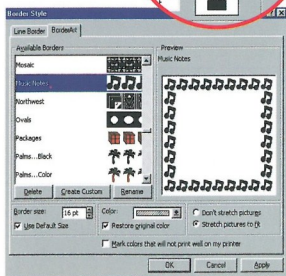 Border Style
Line Border BorderArt
Available Borders
Mosaic
Music Notes
Northwest
Ovals
Packages
Palms...Black
Palms...Color
Delete Create Custom Rename
Preview
Border size: 16 pt
Use Default Size
Color:
Restore original color
Don't stretch pictures
Stretch pictures to fit
Mark colors that will not print well on my printer
OK Cancel Apply